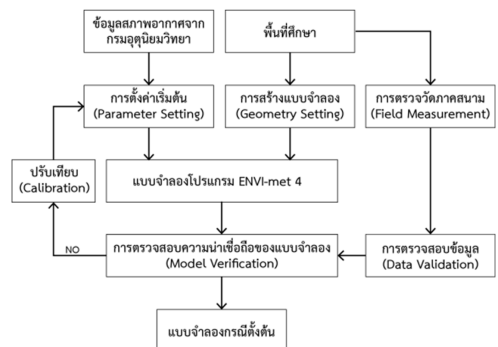 ข้อมูลสภาพอากาศจาก
กรมอุตุนิยมวิทยา
พื้นที่ศึกษา
การตั้งค่าเริ่มต้น
(Parameter Setting)
การสร้างแบบจำลอง
(Geometry Setting)
การตรวจวัดภาคสนาม
(Field Measurement)
ปรับเทียบ
(Calibration)
แบบจำลองโปรแกรม ENVI-met 4
NO
การตรวจสอบความน่าเชื่อถือของแบบจำลอง
(Model Verification)
การตรวจสอบข้อมูล
(Data Validation)
แบบจำลองกรณีตั้งต้น